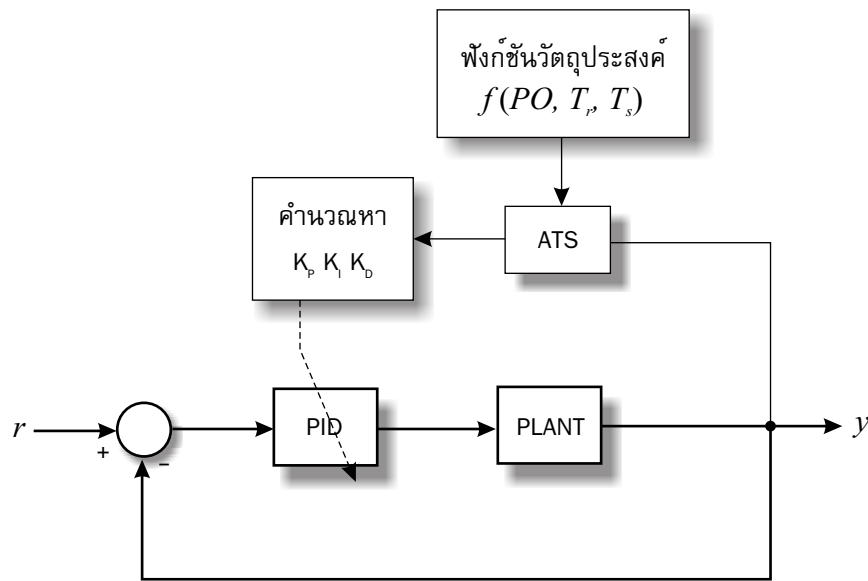 ฟังก์ชันวัตถุประสงค์
f(PO, Tr, Ts)
คำนวณหา
KP KI KD
ATS
r
+
−
PID
PLANT
y